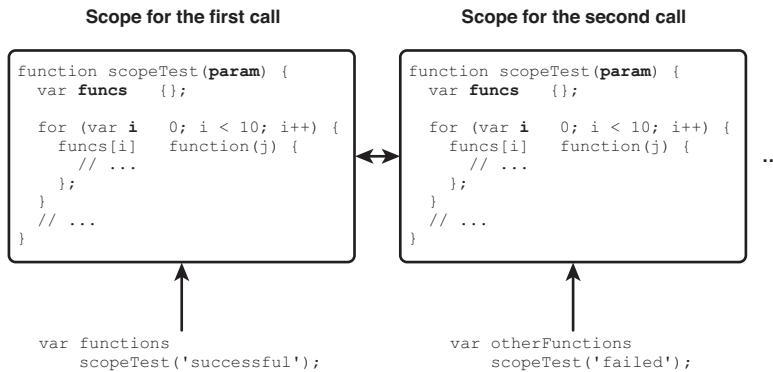 Scope for the first call
function scopeTest(param) {
var funcs {};
for (var i 0; i < 10; i++) {
funcs[i] function(j) {
// ...
};
}
// ...
}
var functions
scopeTest('successful');
Scope for the second call
function scopeTest(param) {
var funcs {};
for (var i 0; i < 10; i++) {
funcs[i] function(j) {
// ...
};
}
// ...
}
var otherFunctions
scopeTest('failed');
..